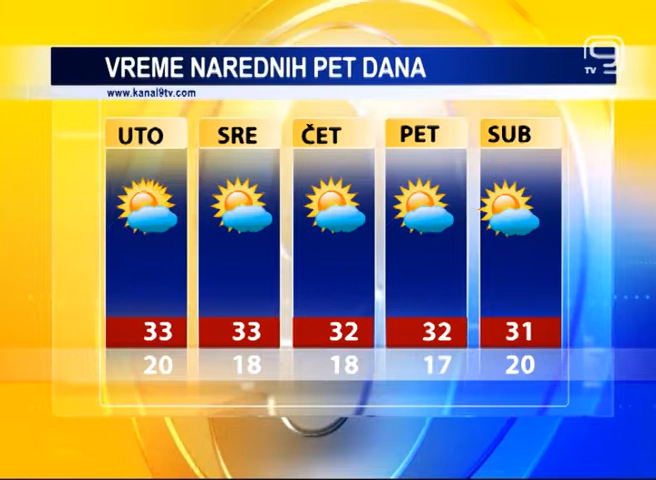 VREME NAREDNIH PET DANA
9
TV
www.kanal9tv.com
UTO SRE ČET PET SUB
33 33 32 32 31
20 18 18 17 20